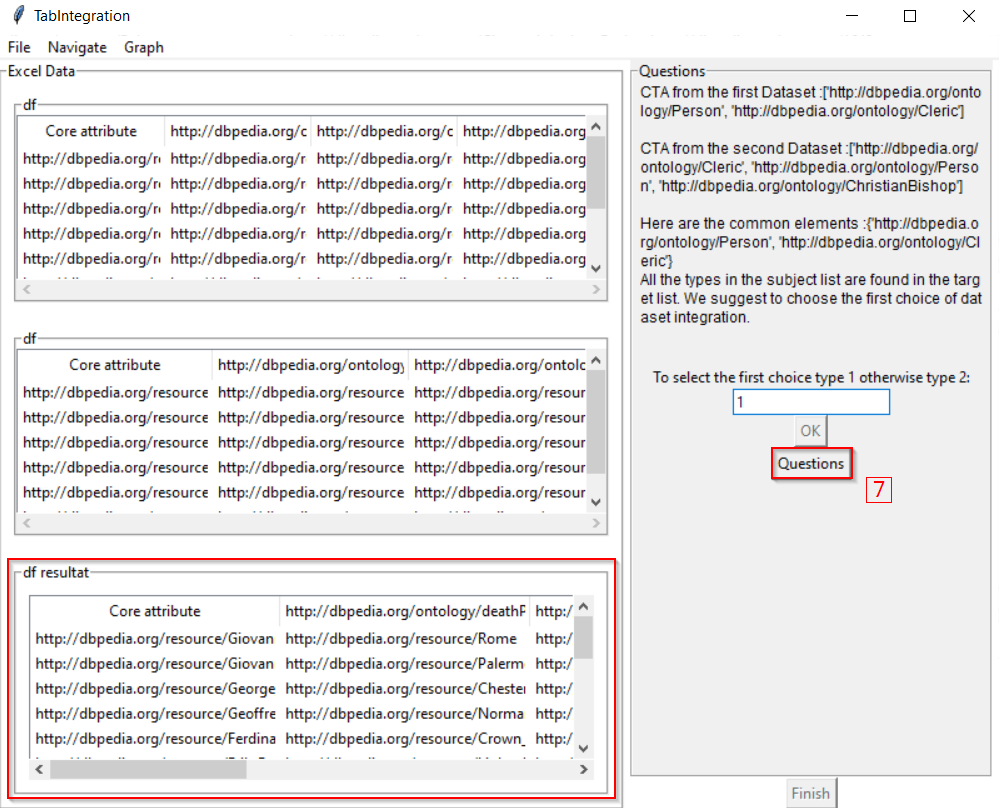 TabIntegration
File Navigate Graph
Excel Data
df
Core attribute http://dbpedia.org/c http://dbpedia.org/c http://dbpedia.org
http://dbpedia.org/r http://dbpedia.org/r http://dbpedia.org/r http://dbpedia.org
http://dbpedia.org/r http://dbpedia.org/r http://dbpedia.org/r http://dbpedia.org
http://dbpedia.org/r http://dbpedia.org/r http://dbpedia.org/r http://dbpedia.org
http://dbpedia.org/r http://dbpedia.org/r http://dbpedia.org/r http://dbpedia.org
http://dbpedia.org/r http://dbpedia.org/r http://dbpedia.org/r http://dbpedia.org
df
Core attribute http://dbpedia.org/ontology http://dbpedia.org/ontolc
http://dbpedia.org/resource http://dbpedia.org/resource http://dbpedia.org/resour
http://dbpedia.org/resource http://dbpedia.org/resource http://dbpedia.org/resour
http://dbpedia.org/resource http://dbpedia.org/resource http://dbpedia.org/resour
http://dbpedia.org/resource http://dbpedia.org/resource http://dbpedia.org/resour
http://dbpedia.org/resource http://dbpedia.org/resource http://dbpedia.org/resour
df resultat
Core attribute http://dbpedia.org/ontology/deathP http:/
http://dbpedia.org/resource/Giovan http://dbpedia.org/resource/Rome http:/
http://dbpedia.org/resource/Giovan http://dbpedia.org/resource/Palerm http:/
http://dbpedia.org/resource/George http://dbpedia.org/resource/Chester http:/
http://dbpedia.org/resource/Geoffre http://dbpedia.org/resource/Norma http:/
http://dbpedia.org/resource/Ferdina http://dbpedia.org/resource/Crown_ http:/
Questions
CTA from the first Dataset :['http://dbpedia.org/onto
logy/Person', 'http://dbpedia.org/ontology/Cleric']
CTA from the second Dataset :['http://dbpedia.org/
ontology/Cleric', 'http://dbpedia.org/ontology/Perso
n', 'http://dbpedia.org/ontology/ChristianBishop']
Here are the common elements :{'http://dbpedia.o
rg/ontology/Person', 'http://dbpedia.org/ontology/Cl
eric'}
All the types in the subject list are found in the targ
et list. We suggest to choose the first choice of dat
aset integration.
To select the first choice type 1 otherwise type 2:
1
OK
Questions
7
Finish